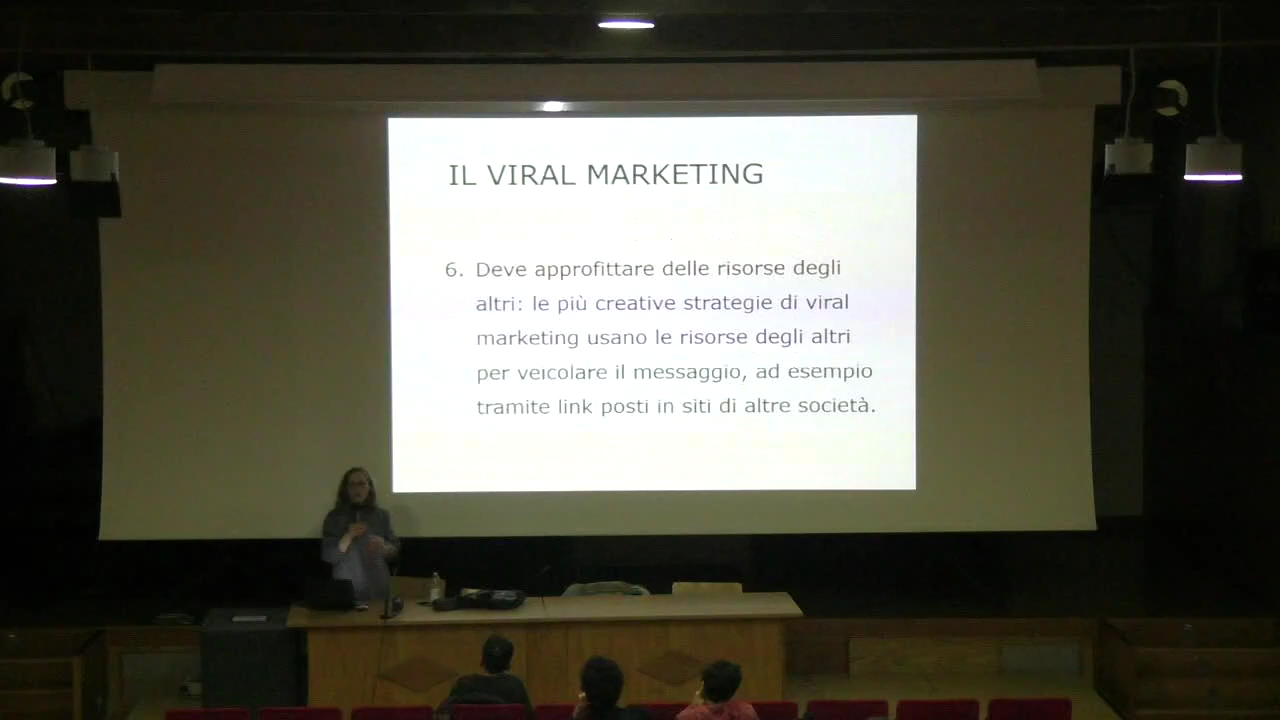 IL VIRAL MARKETING
6. Deve approfittare delle risorse degli
altri: le più creative strategie di viral
marketing usano le risorse degli altri
per veicolare il messaggio, ad esempio
tramite link posti in siti di altre società.